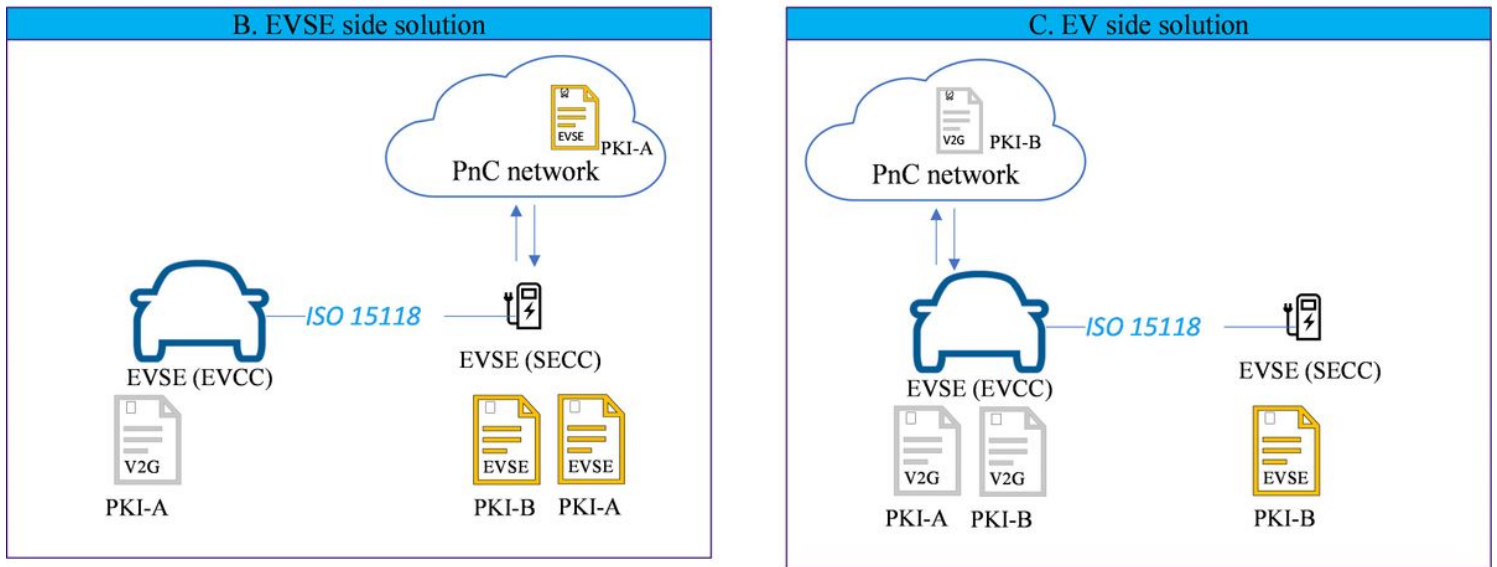 B. EVSE side solution
EVSE
PKI-A
PnC network
ISO 15118
EVSE (EVCC)
EVSE (SECC)
V2G
EVSE
EVSE
PKI-A
PKI-B
PKI-A
C. EV side solution
V2G
PKI-B
PnC network
ISO 15118
EVSE (EVCC)
EVSE (SECC)
V2G
V2G
EVSE
PKI-A
PKI-B
PKI-B